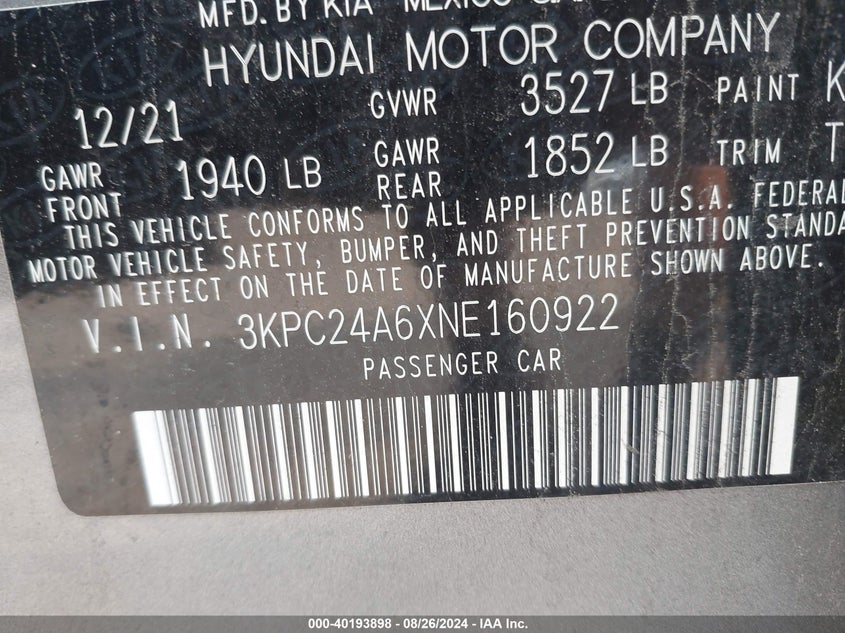 MFD. BY KIA MEXICO
HYUNDAI MOTOR COMPANY
12/21 GVWR 3527 LB PAINT K
GAWR FRONT 1940 LB GAWR REAR 1852 LB TRIM T
THIS VEHICLE CONFORMS TO ALL APPLICABLE U.S.A. FEDERAL
MOTOR VEHICLE SAFETY, BUMPER, AND THEFT PREVENTION STANDA
IN EFFECT ON THE DATE OF MANUFACTURE SHOWN ABOVE.
V.I.N. 3KPC24A6XNE160922
PASSENGER CAR
000-40193898 - 08/26/2024 - IAA Inc.